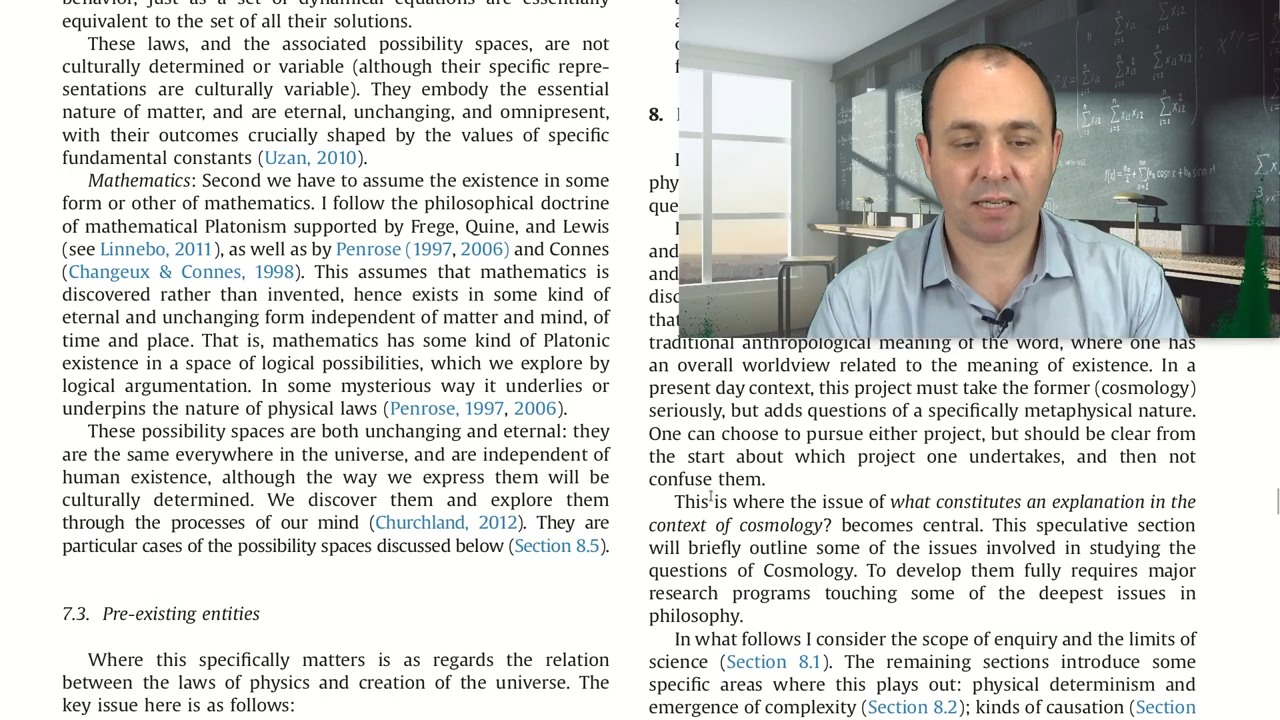 behavior, just as a set of dynamical equations are essentially
equivalent to the set of all their solutions.
These laws, and the associated possibility spaces, are not
culturally determined or variable (although their specific repre-
sentations are culturally variable). They embody the essential
nature of matter, and are eternal, unchanging, and omnipresent,
with their outcomes crucially shaped by the values of specific
fundamental constants (Uzan, 2010).
Mathematics: Second we have to assume the existence in some
form or other of mathematics. I follow the philosophical doctrine
of mathematical Platonism supported by Frege, Quine, and Lewis
(see Linnebo, 2011), as well as by Penrose (1997, 2006) and Connes
(Changeux & Connes, 1998). This assumes that mathematics is
discovered rather than invented, hence exists in some kind of
eternal and unchanging form independent of matter and mind, of
time and place. That is, mathematics has some kind of Platonic
existence in a space of logical possibilities, which we explore by
logical argumentation. In some mysterious way it underlies or
underpins the nature of physical laws (Penrose, 1997, 2006).
These possibility spaces are both unchanging and eternal: they
are the same everywhere in the universe, and are independent of
human existence, although the way we express them will be
culturally determined. We discover them and explore them
through the processes of our mind (Churchland, 2012). They are
particular cases of the possibility spaces discussed below (Section 8.5).
7.3. Pre-existing entities
Where this specifically matters is as regards the relation
between the laws of physics and creation of the universe. The
key issue here is as follows:
8.
phy
que
and
and
disc
that
traditional anthropological meaning of the word, where one has
an overall worldview related to the meaning of existence. In a
present day context, this project must take the former (cosmology)
seriously, but adds questions of a specifically metaphysical nature.
One can choose to pursue either project, but should be clear from
the start about which project one undertakes, and then not
confuse them.
This is where the issue of what constitutes an explanation in the
context of cosmology? becomes central. This speculative section
will briefly outline some of the issues involved in studying the
questions of Cosmology. To develop them fully requires major
research programs touching some of the deepest issues in
philosophy.
In what follows I consider the scope of enquiry and the limits of
science (Section 8.1). The remaining sections introduce some
specific areas where this plays out: physical determinism and
emergence of complexity (Section 8.2); kinds of causation (Section